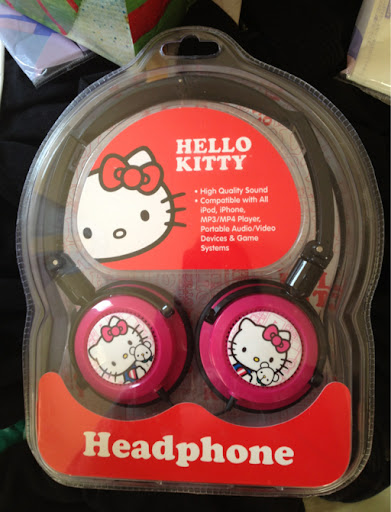 HELLO
KITTY
• High Quality Sound
• Compatible with All
iPod, iPhone,
MP3/MP4 Player,
Portable Audio/Video
Devices & Game
Systems
Headphone